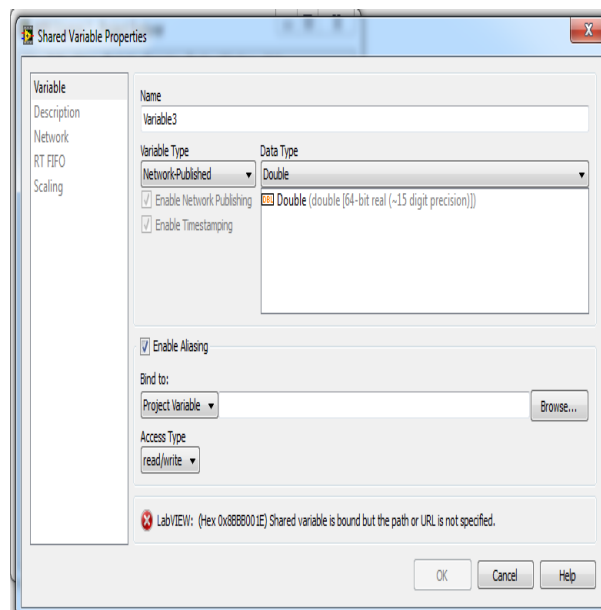 Shared Variable Properties
Variable
Description
Network
RT FIFO
Scaling
Name
Variable3
Variable Type
Data Type
Network-Published
Double
Enable Network Publishing
DBL Double (double [64-bit real (~15 digit precision)])
Enable Timestamping
Enable Aliasing
Bind to:
Project Variable
Browse...
Access Type
read/write
LabVIEW: (Hex 0x8BBB001E) Shared variable is bound but the path or URL is not specified.
OK Cancel Help